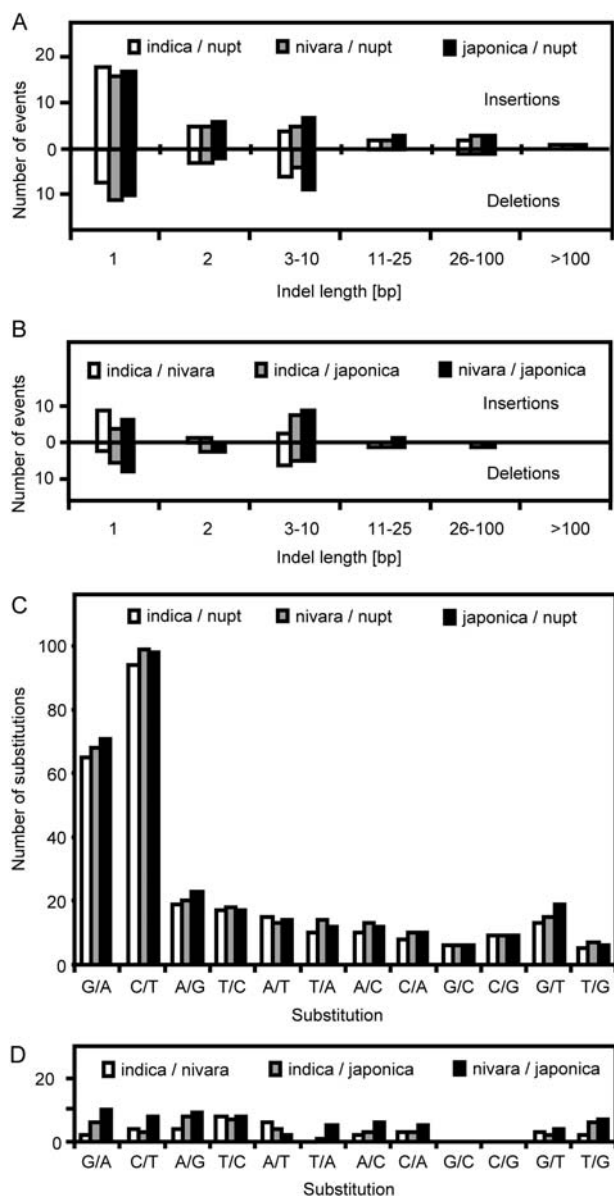 A
indica / nupt nivara / nupt japonica / nupt
20
10
0
10
Number of events
Insertions
Deletions
1 2 3-10 11-25 26-100 >100
Indel length [bp]
B
indica / nivara indica / japonica nivara / japonica
10
0
10
Number of events
Insertions
Deletions
1 2 3-10 11-25 26-100 >100
Indel length [bp]
C
indica / nupt nivara / nupt japonica / nupt
100
80
60
40
20
0
Number of substitutions
G/A C/T A/G T/C A/T T/A A/C C/A G/C C/G G/T T/G
Substitution
D
indica / nivara indica / japonica nivara / japonica
20
0
G/A C/T A/G T/C A/T T/A A/C C/A G/C C/G G/T T/G
Substitution